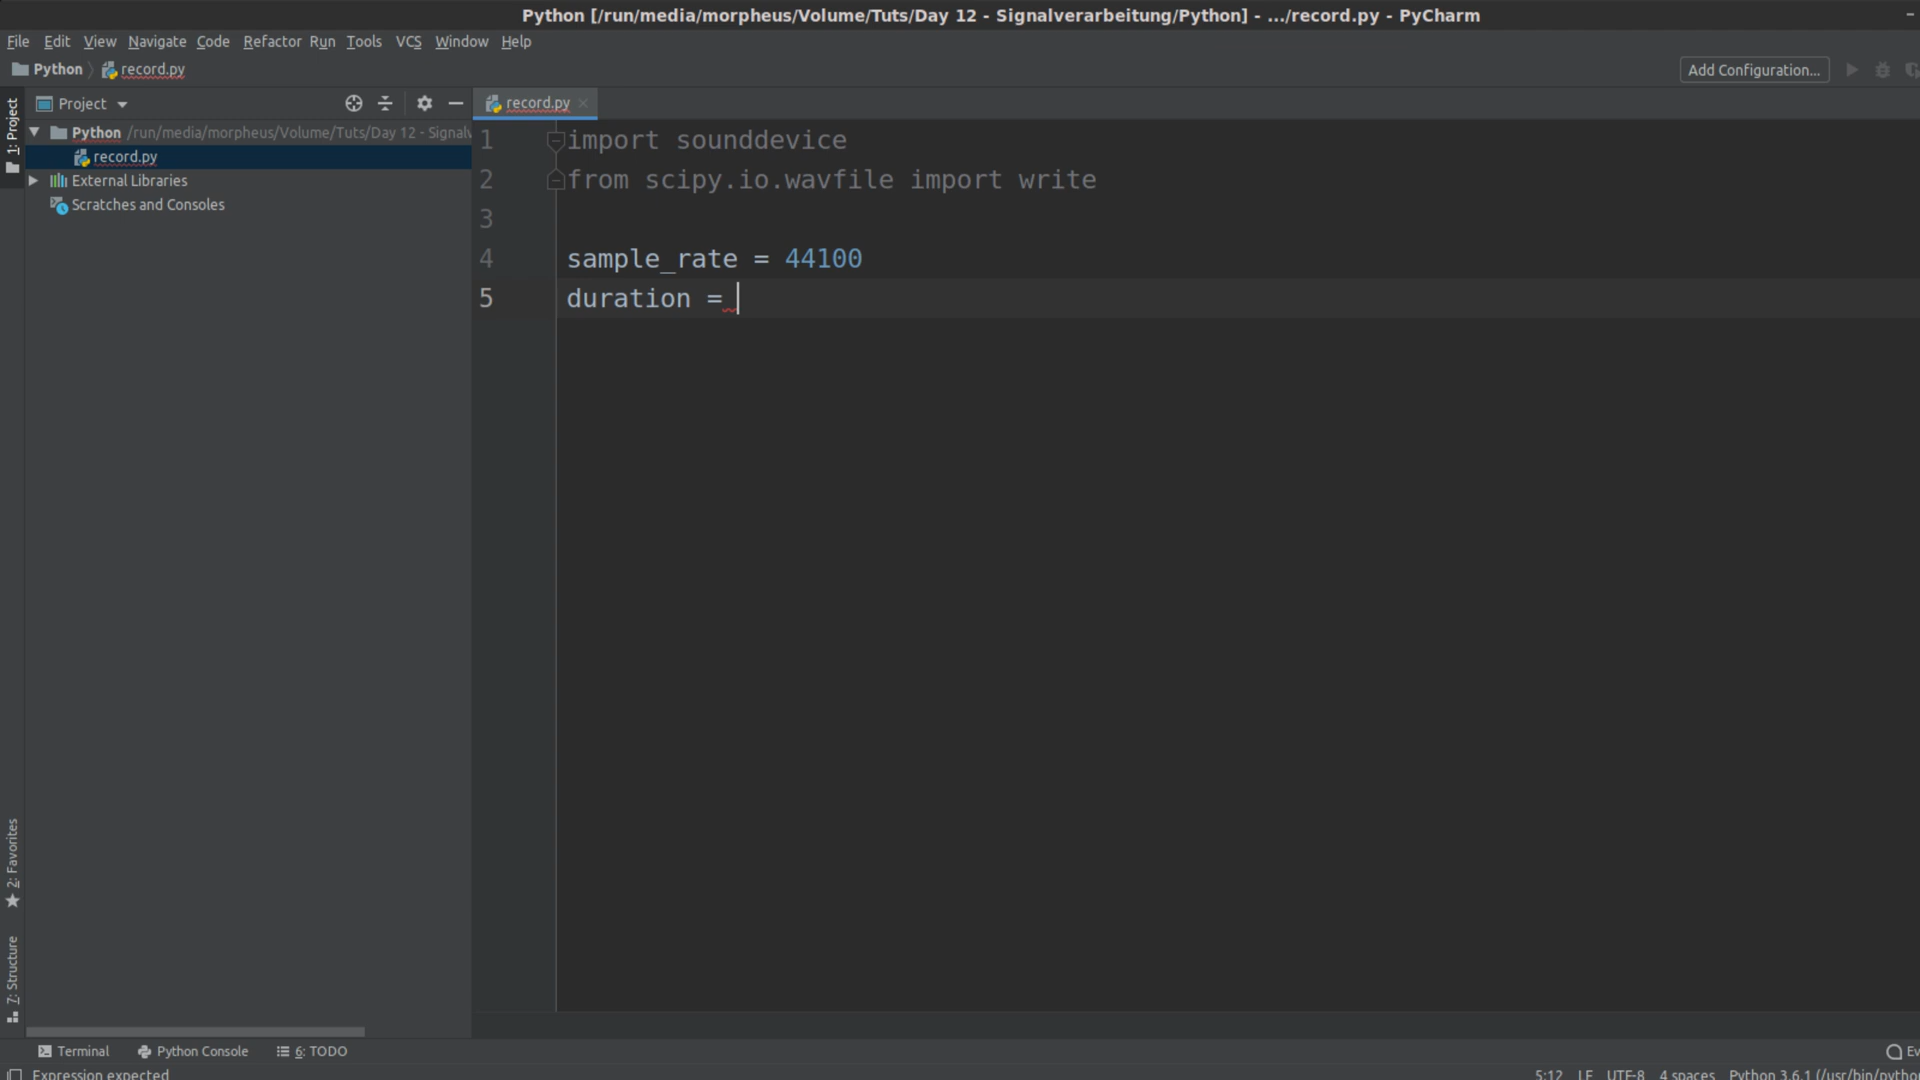 Python [/run/media/morpheus/Volume/Tuts/Day 12 - Signalverarbeitung/Python] - .../record.py - PyCharm
File Edit View Navigate Code Refactor Run Tools VCS Window Help
Python record.py Add Configuration...
Project record.py
Python /run/media/morpheus/Volume/Tuts/Day 12 - Signalv
record.py
External Libraries
Scratches and Consoles
1: Project
2: Favorites
7: Structure
1 import sounddevice
2 from scipy.io.wavfile import write
3
4 sample_rate = 44100
5 duration =
Terminal Python Console 6: TODO Ev
Expression expected 5:12 LF UTF-8 4 spaces Python 3.6.1 (/usr/bin/pytho